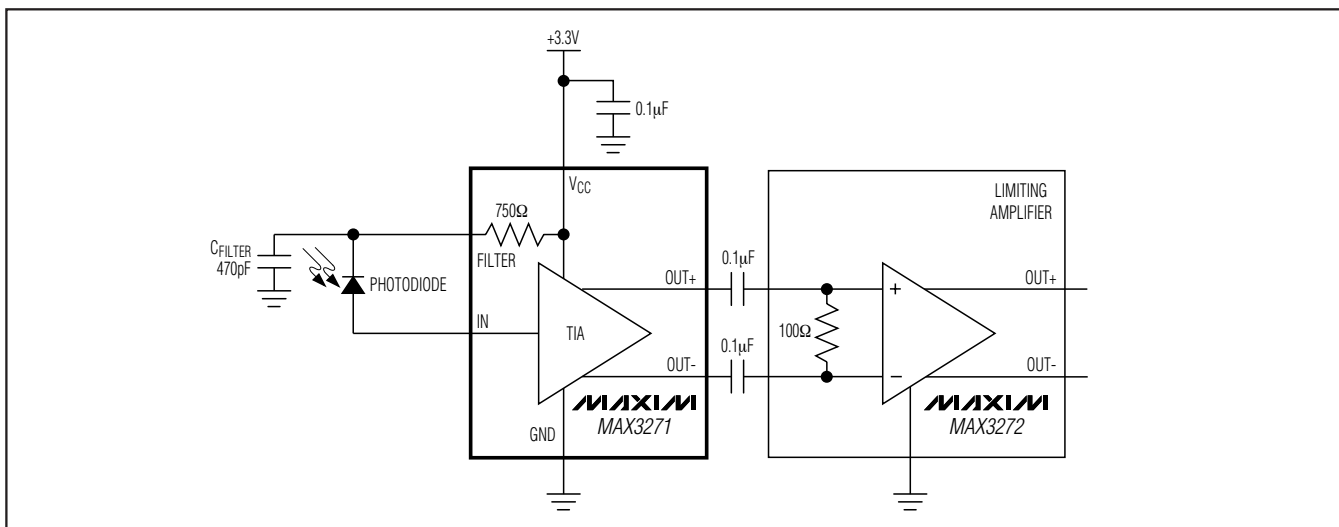 +3.3V
0.1μF
VCC
LIMITING
AMPLIFIER
750Ω
CFILTER
470pF
FILTER
PHOTODIODE
0.1μF
OUT+
OUT+
+
IN
TIA
100Ω
0.1μF
OUT-
OUT-
−
MAXIM
MAX3271
MAXIM
MAX3272
GND